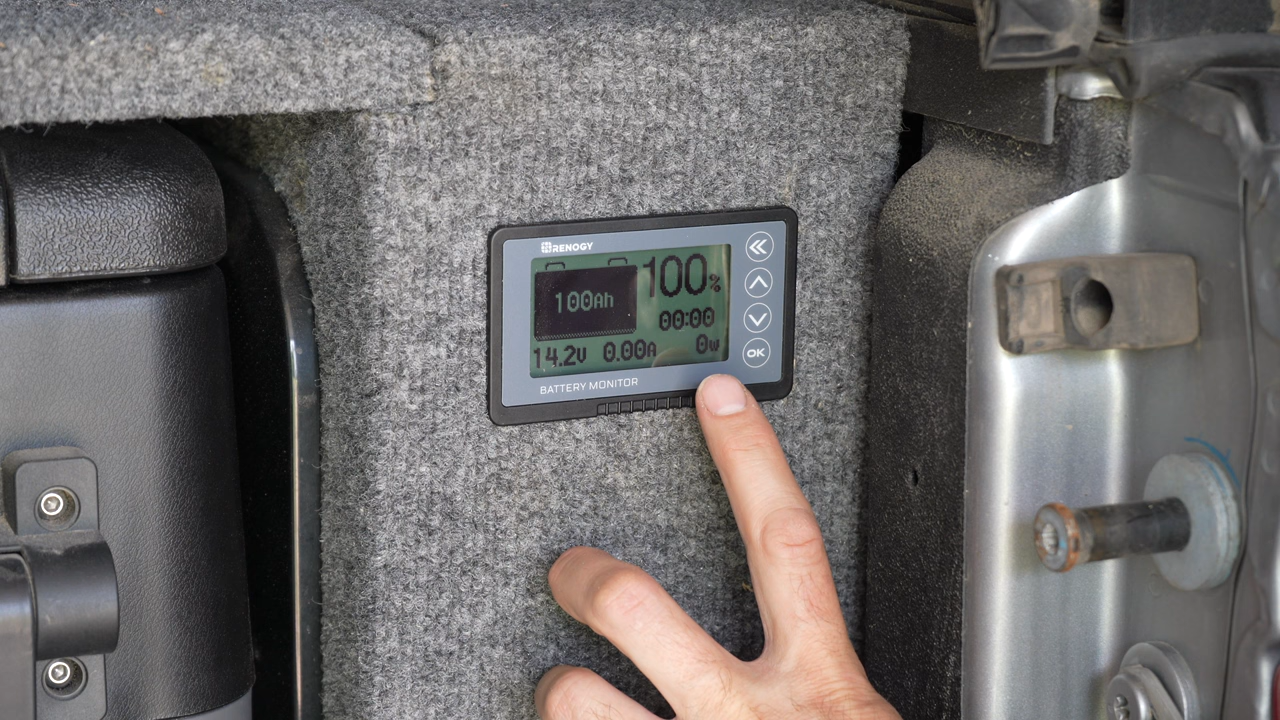 RENOGY
100Ah
100%
00:00
14.2V 0.00A 0w
OK
BATTERY MONITOR